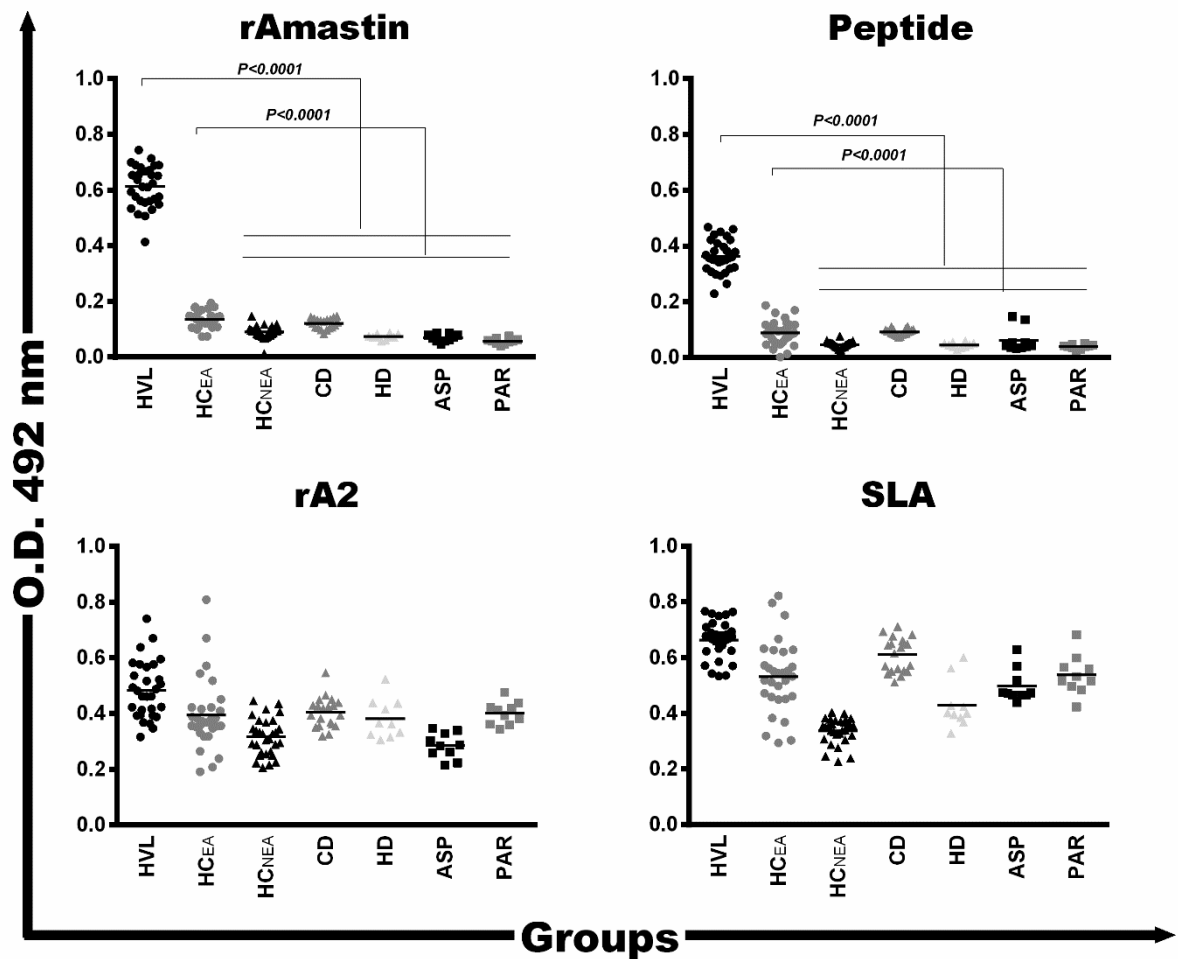 rAmastin
P<0.0001
P<0.0001
1.0
0.8
0.6
0.4
0.2
0.0
HVL
HCEA
HCNEA
CD
HD
ASP
PAR
Peptide
P<0.0001
P<0.0001
1.0
0.8
0.6
0.4
0.2
0.0
HVL
HCEA
HCNEA
CD
HD
ASP
PAR
O.D. 492 nm
rA2
1.0
0.8
0.6
0.4
0.2
0.0
HVL
HCEA
HCNEA
CD
HD
ASP
PAR
SLA
1.0
0.8
0.6
0.4
0.2
0.0
HVL
HCEA
HCNEA
CD
HD
ASP
PAR
Groups